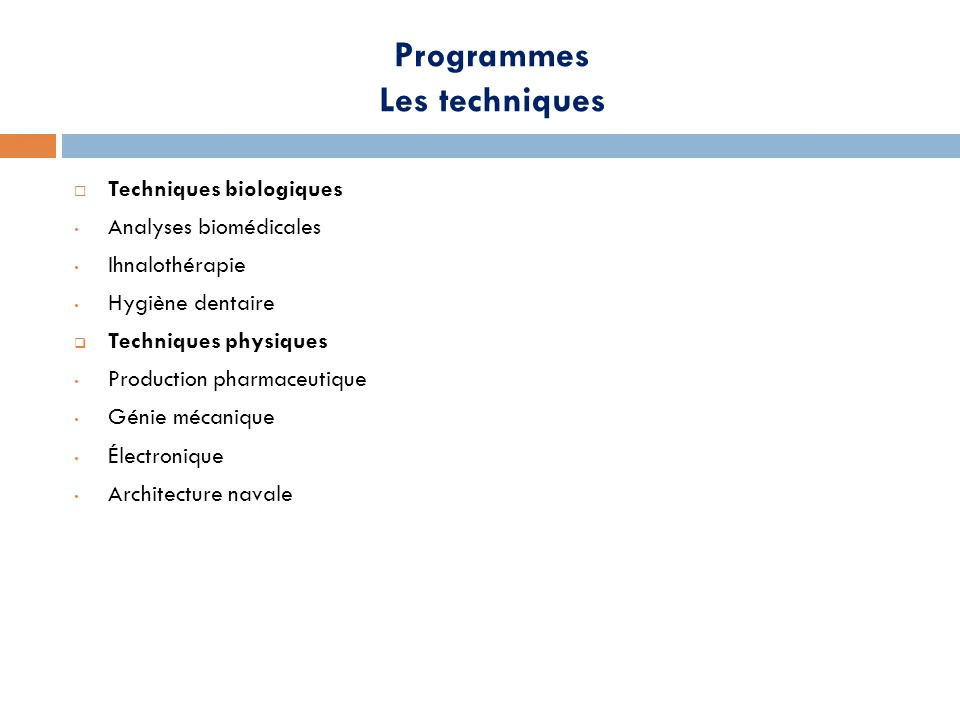 Programmes
Les techniques
Techniques biologiques
Analyses biomédicales
Ihnalothérapie
Hygiène dentaire
Techniques physiques
Production pharmaceutique
Génie mécanique
Électronique
Architecture navale